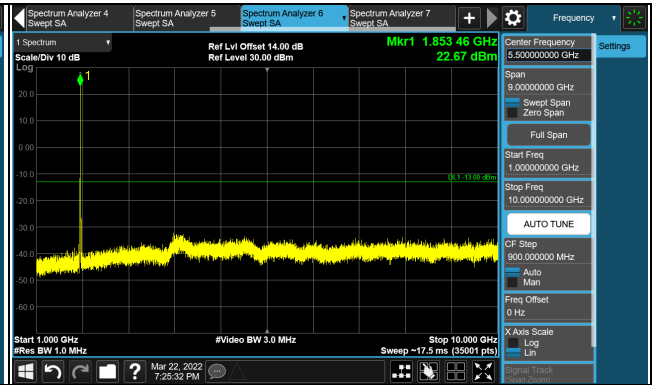 Spectrum Analyzer 4
Swept SA
Spectrum Analyzer 5
Swept SA
Spectrum Analyzer 6
Swept SA
Spectrum Analyzer 7
Swept SA
+
Frequency
1 Spectrum
Scale/Div 10 dB
Log
Ref Lvl Offset 14.00 dB
Ref Level 30.00 dBm
Mkr1 1.853 46 GHz
22.67 dBm
1
20.0
10.0
0.00
-10.0
-20.0
-30.0
-40.0
-50.0
-60.0
DL1 -13.00 dBm
Start 1.000 GHz
#Res BW 1.0 MHz
#Video BW 3.0 MHz
Stop 10.000 GHz
Sweep ~17.5 ms (35001 pts)
Center Frequency
5.500000000 GHz
Settings
Span
9.00000000 GHz
Swept Span
Zero Span
Full Span
Start Freq
1.000000000 GHz
Stop Freq
10.000000000 GHz
AUTO TUNE
CF Step
900.000000 MHz
Auto
Man
Freq Offset
0 Hz
X Axis Scale
Log
Lin
Signal Track
(Span Zoom)
?
Mar 22, 2022
7:25:32 PM